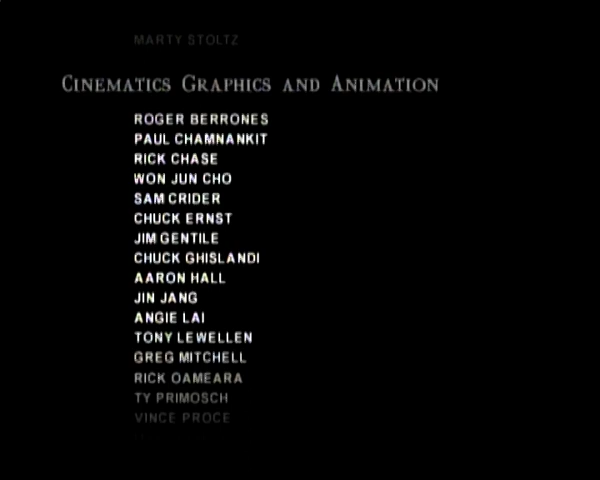 MARTY STOLTZ
CINEMATICS GRAPHICS AND ANIMATION
ROGER BERRONES
PAUL CHAMNANKIT
RICK CHASE
WON JUN CHO
SAM CRIDER
CHUCK ERNST
JIM GENTILE
CHUCK GHISLANDI
AARON HALL
JIN JANG
ANGIE LAI
TONY LEWELLEN
GREG MITCHELL
RICK OAMEARA
TY PRIMOSCH
VINCE PROCE